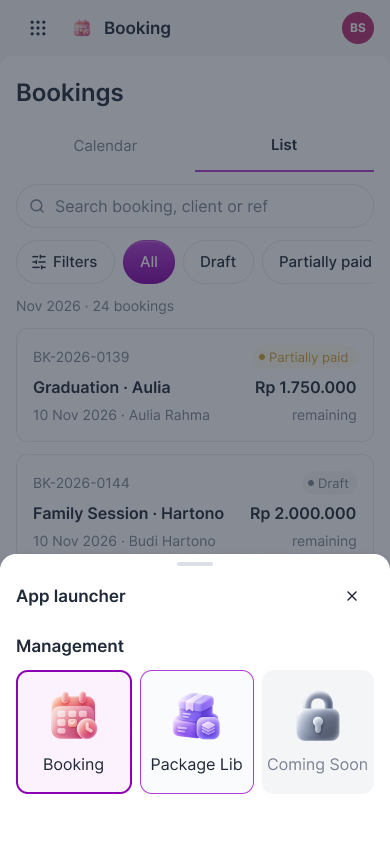 Booking
BS
Bookings
Calendar
List
Search booking, client or ref
Filters
All
Draft
Partially paid
Nov 2026 · 24 bookings
BK-2026-0139
Partially paid
Graduation · Aulia
Rp 1.750.000
10 Nov 2026 · Aulia Rahma
remaining
BK-2026-0144
Draft
Family Session · Hartono
Rp 2.000.000
10 Nov 2026 · Budi Hartono
remaining
App launcher
Management
Booking
Package Lib
Coming Soon